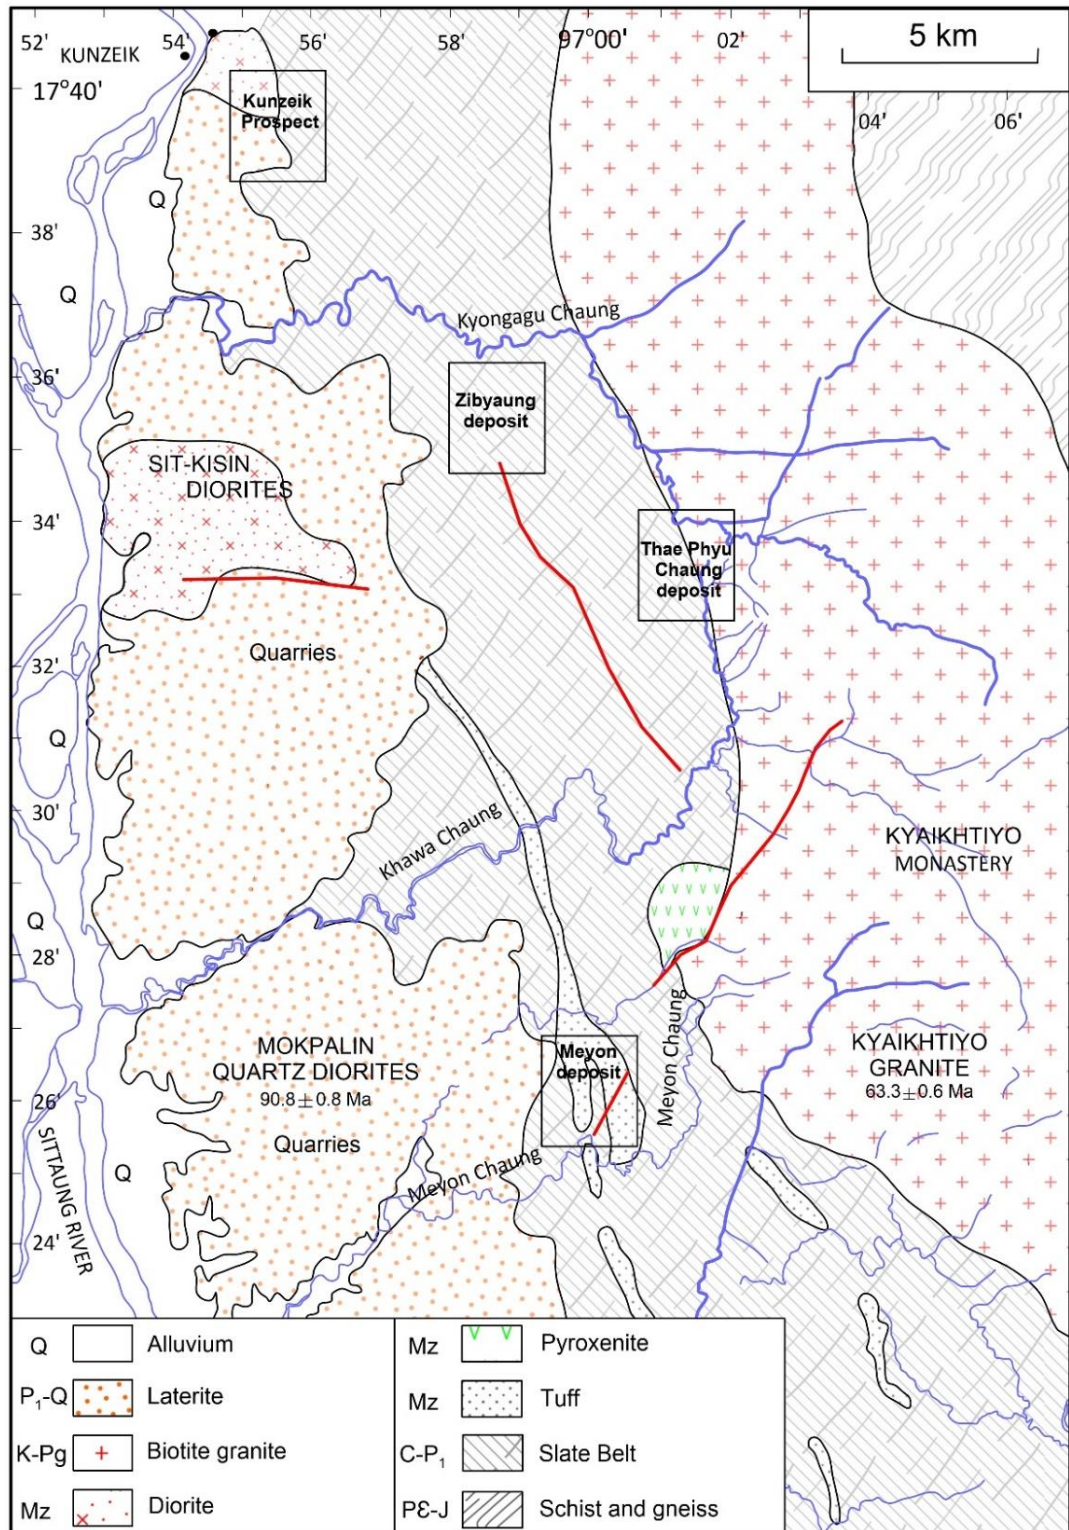 52'
54'
56'
58'
97°00'
02'
5 km
KUNZEIK
17°40'
Kunzeik
Prospect
04'
06'
Q
38'
Q
Kyongagu Chaung
36'
Zibyaung
deposit
SIT-KISIN
DIORITES
34'
Thae Phyu
Chaung
deposit
Quarries
32'
Q
30'
Khawa Chaung
KYAIKHTIYO
MONASTERY
Q
28'
Meyon Chaung
MOKPALIN
QUARTZ DIORITES
90.8±0.8 Ma
Meyon
deposit
KYAIKHTIYO
GRANITE
63.3±0.6 Ma
26'
Quarries
SITTAUNG RIVER
Q
Meyon Chaung
24'
Q Alluvium
P₁-Q Laterite
K-Pg Biotite granite
Mz Diorite
Mz Pyroxenite
Mz Tuff
C-P₁ Slate Belt
PƐ-J Schist and gneiss